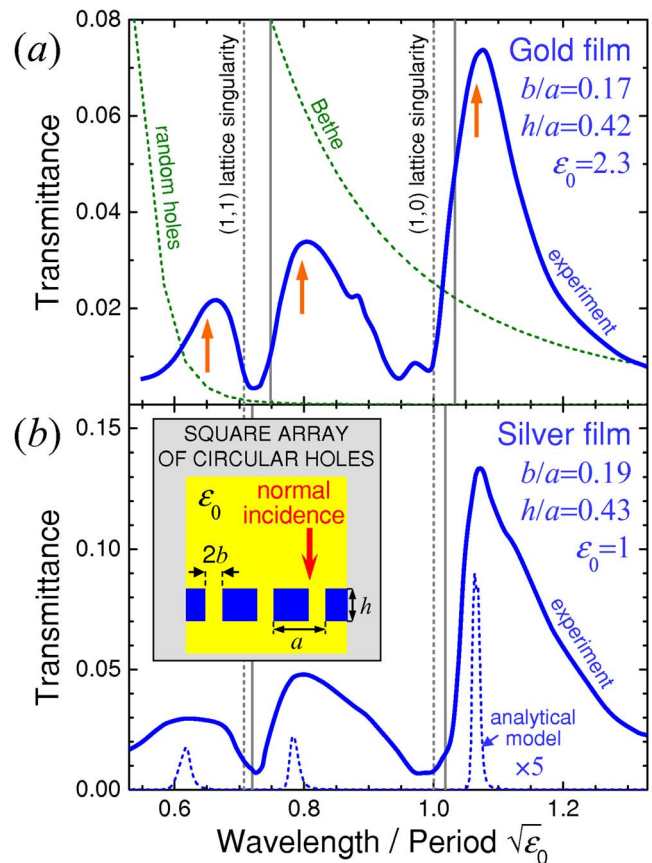 (a)
0.08
0.06
0.04
0.02
Transmittance
random holes
(1,1) lattice singularity
Bethe
(1,0) lattice singularity
Gold film
b/a=0.17
h/a=0.42
ε₀=2.3
experiment
(b)
0.15
0.10
0.05
0.00
Transmittance
SQUARE ARRAY
OF CIRCULAR HOLES
ε₀
normal
incidence
2b
h
a
Silver film
b/a=0.19
h/a=0.43
ε₀=1
experiment
analytical
model
×5
0.6 0.8 1.0 1.2
Wavelength / Period √ε₀